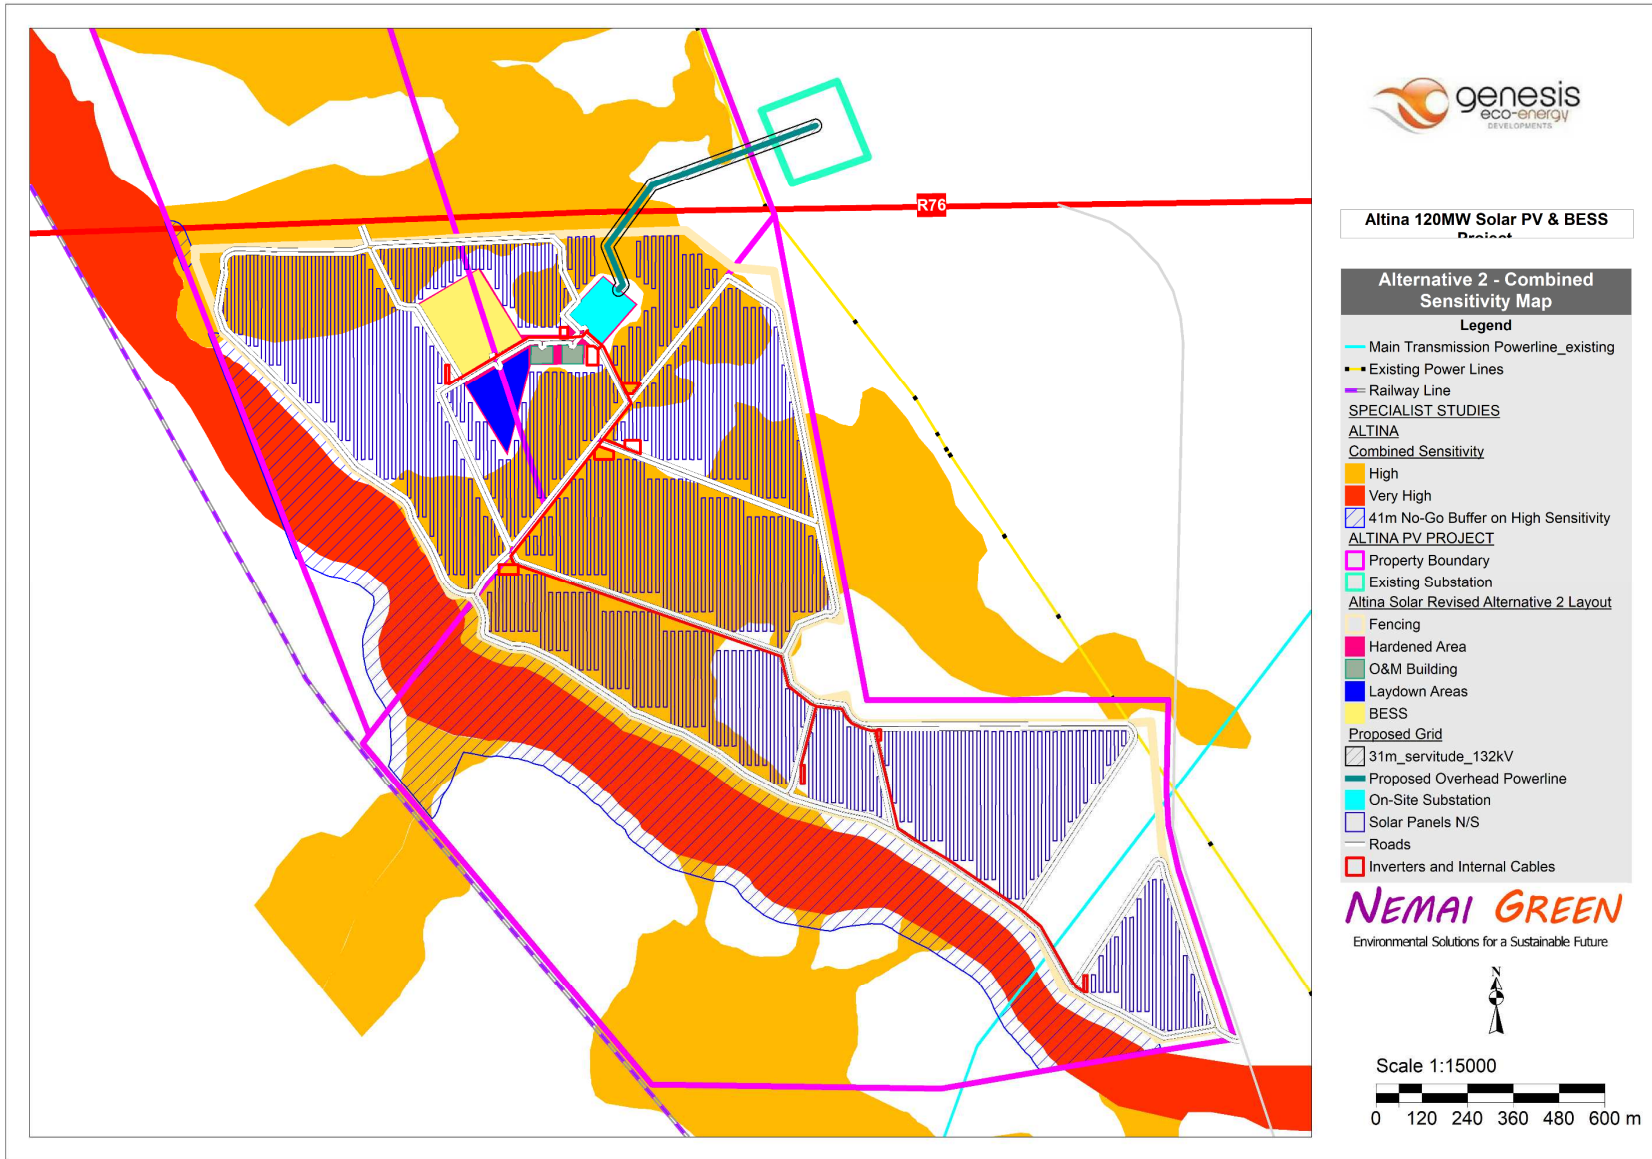 R76
genesis
eco-energy
DEVELOPMENTS
Altina 120MW Solar PV & BESS
Project
Alternative 2 - Combined
Sensitivity Map
Legend
Main Transmission Powerline_existing
Existing Power Lines
Railway Line
SPECIALIST STUDIES
ALTINA
Combined Sensitivity
High
Very High
41m No-Go Buffer on High Sensitivity
ALTINA PV PROJECT
Property Boundary
Existing Substation
Altina Solar Revised Alternative 2 Layout
Fencing
Hardened Area
O&M Building
Laydown Areas
BESS
Proposed Grid
31m_servitude_132kV
Proposed Overhead Powerline
On-Site Substation
Solar Panels N/S
Roads
Inverters and Internal Cables
NEMAI GREEN
Environmental Solutions for a Sustainable Future
N
Scale 1:15000
0 120 240 360 480 600 m